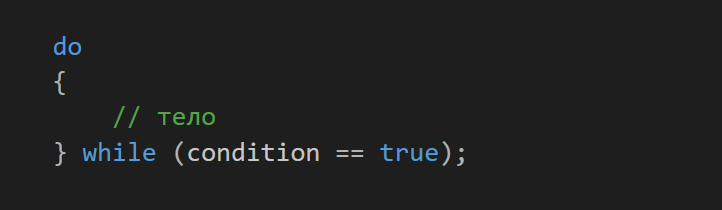 do
{
    // тело
} while (condition == true);